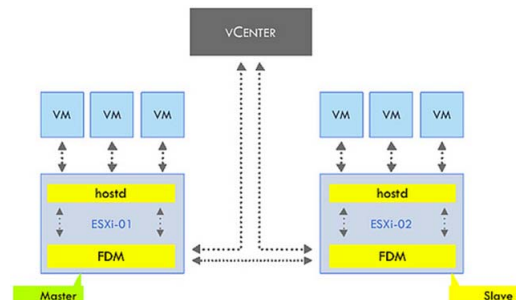 vCenter
VM VM VM
VM VM VM
hostd
ESXi-01
FDM
hostd
ESXi-02
FDM
Master
Slave